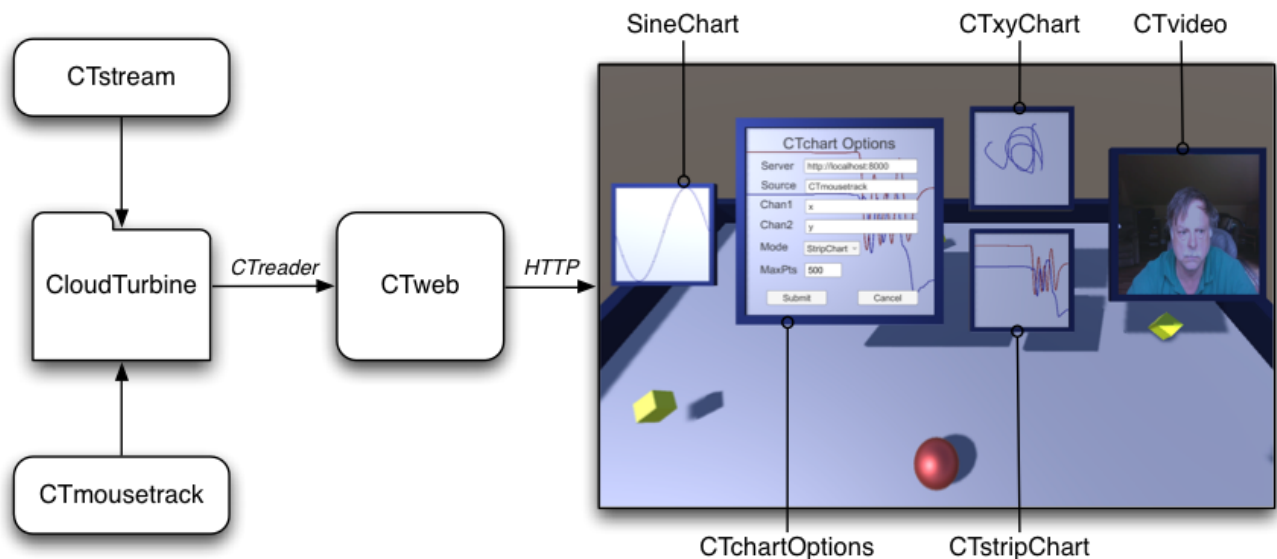 SineChart
CTxyChart
CTvideo
CTstream
CTchart Options
Server http://localhost:8000
Source CTmousetrack
Chan1 x
Chan2 y
Mode StripChart
MaxPts 500
Submit Cancel
CloudTurbine
CTreader
CTweb
HTTP
CTmousetrack
CTchartOptions
CTstripChart